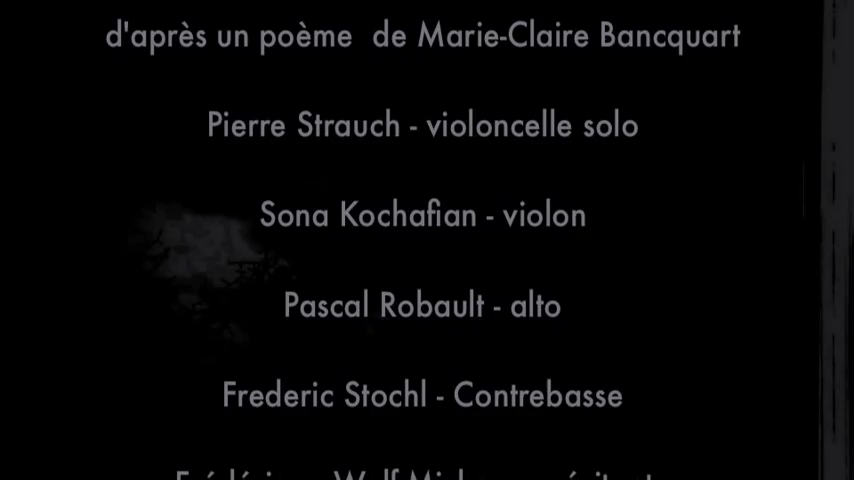 d'après un poème de Marie-Claire Bancquart
Pierre Strauch - violoncelle solo
Sona Kochafian - violon
Pascal Robault - alto
Frederic Stochl - Contrebasse